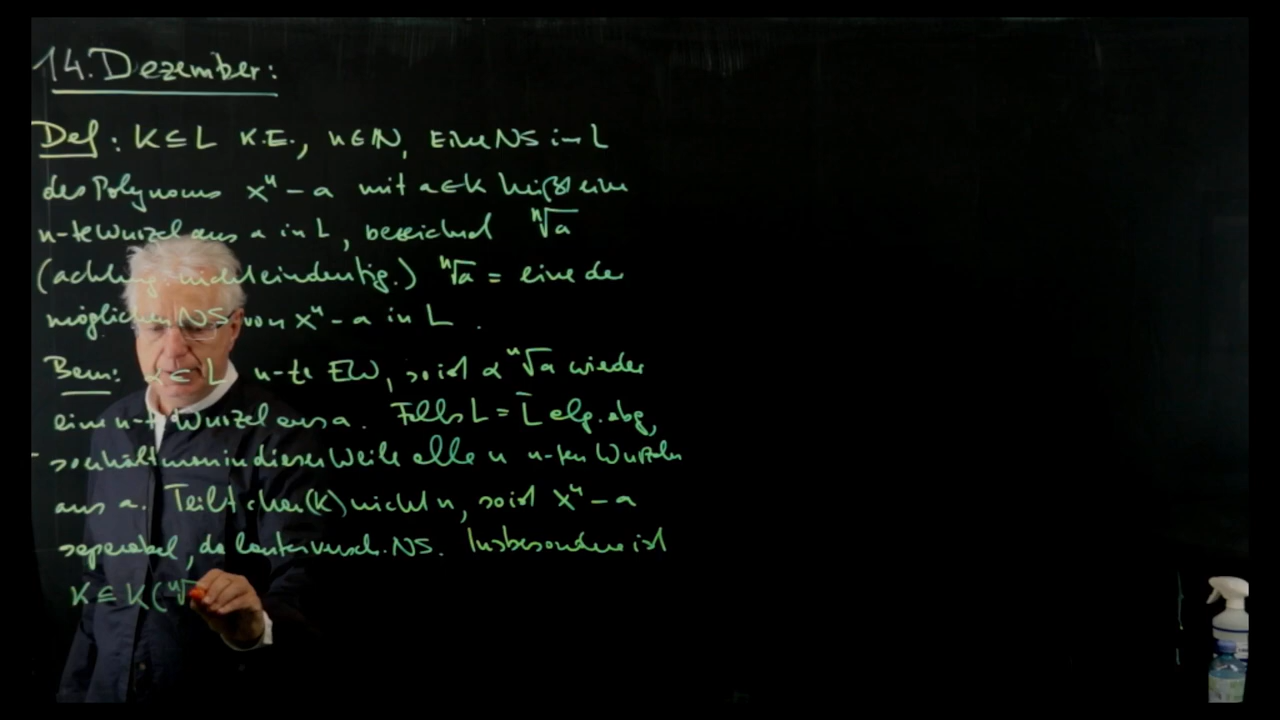 14. Dezember:
Def: K ⊆ L K.E., n ∈ ℕ, Eine NS in L
des Polynoms xⁿ - a mit a ∈ K heißt eine
n-te Wurzel aus a in L, bezeichnet ⁿ√a
(achtung: nicht eindeutig.) ⁿ√a = eine der
möglichen NS von xⁿ - a in L.
Bem: α ∈ L n-te EW, so ist α ⁿ√a wieder
eine n-te Wurzel aus a. Falls L = L̄ alg. abg,
so erhält man in dieser Weise alle n n-ten Wurzeln
aus a. Teilt char(K) nicht n, so ist xⁿ - a
separabel, da lauter versch. NS. Insbesondere ist
K ⊆ K(ⁿ√